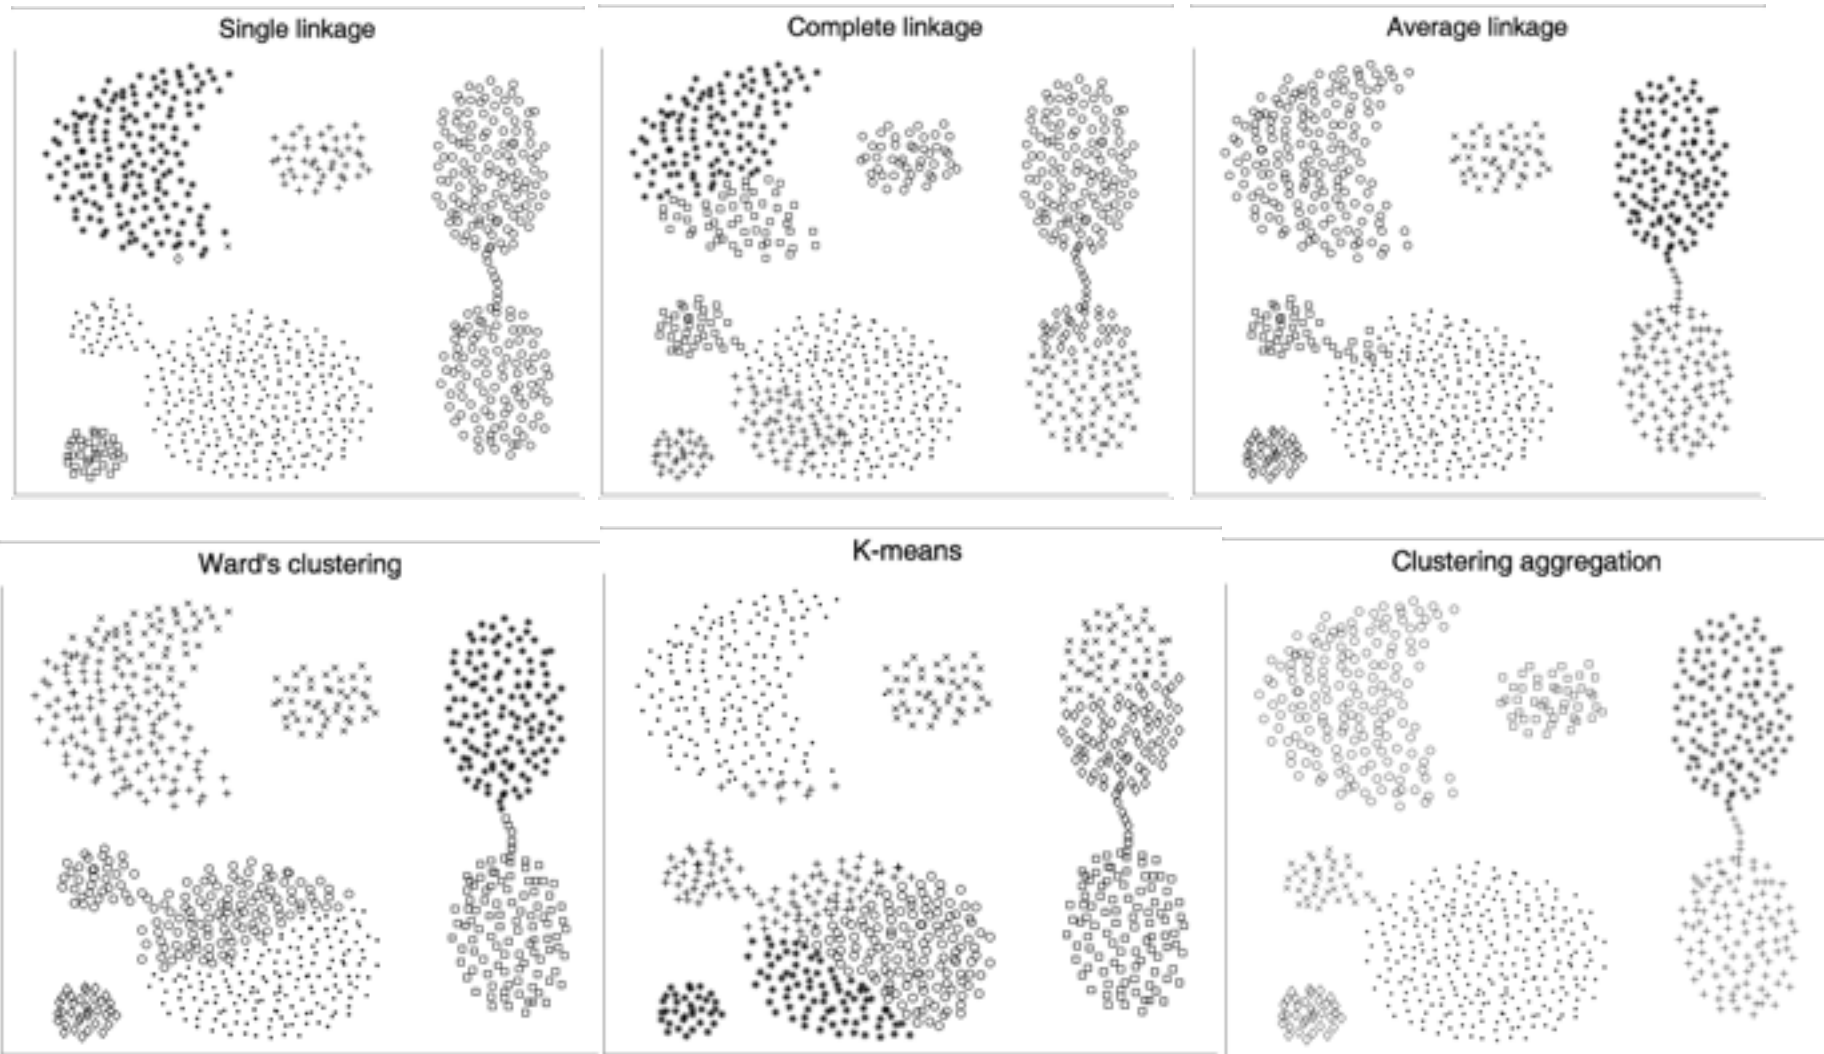 Single linkage
Complete linkage
Average linkage
Ward's clustering
K-means
Clustering aggregation